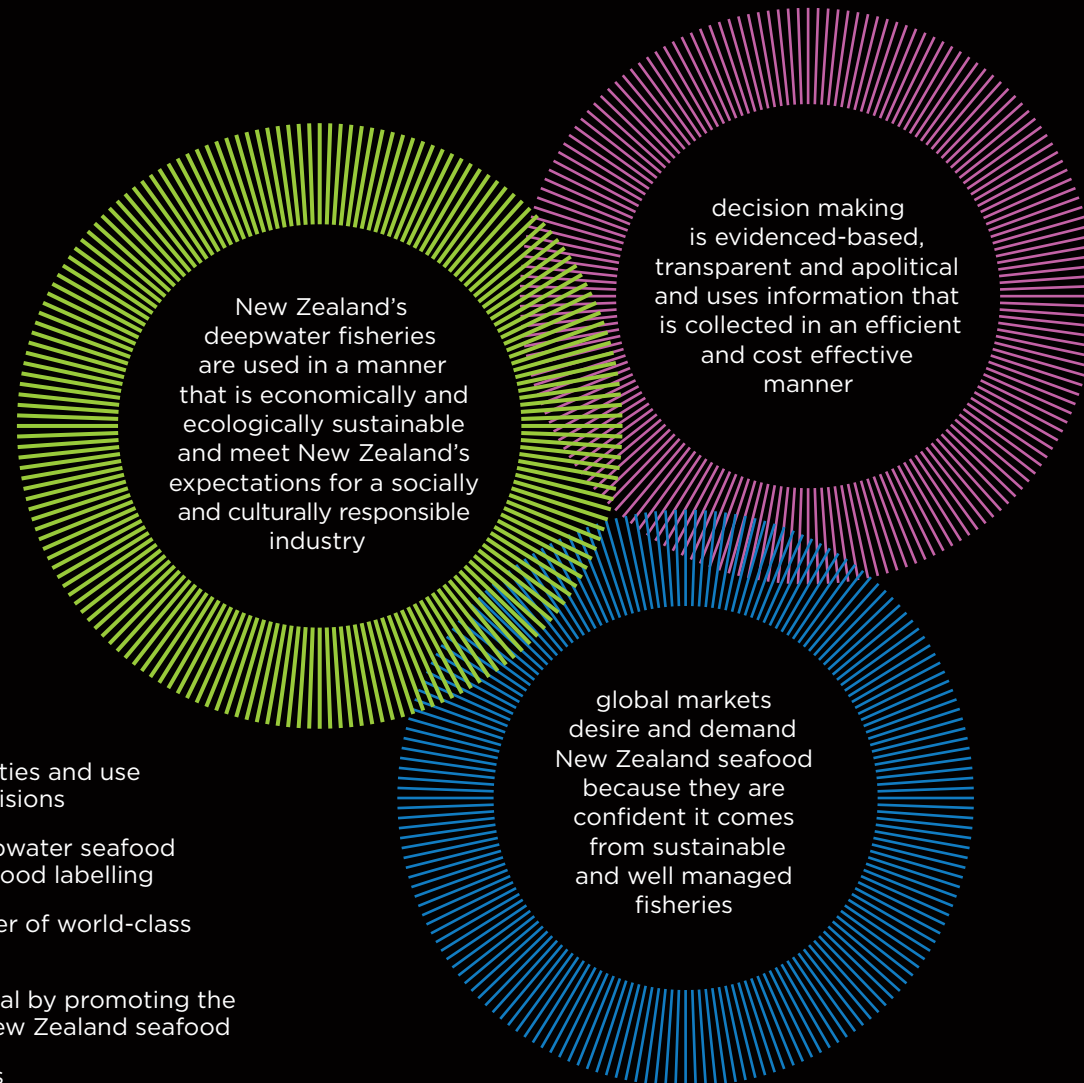 decision making
is evidenced-based,
transparent and apolitical
and uses information that
is collected in an efficient
and cost effective
manner
New Zealand’s
deepwater fisheries
are used in a manner
that is economically and
ecologically sustainable
and meet New Zealand’s
expectations for a socially
and culturally responsible
industry
global markets
desire and demand
New Zealand seafood
because they are
confident it comes
from sustainable
and well managed
fisheries
ties and use
isions
pwater seafood
ood labelling
er of world-class
al by promoting the
ew Zealand seafood